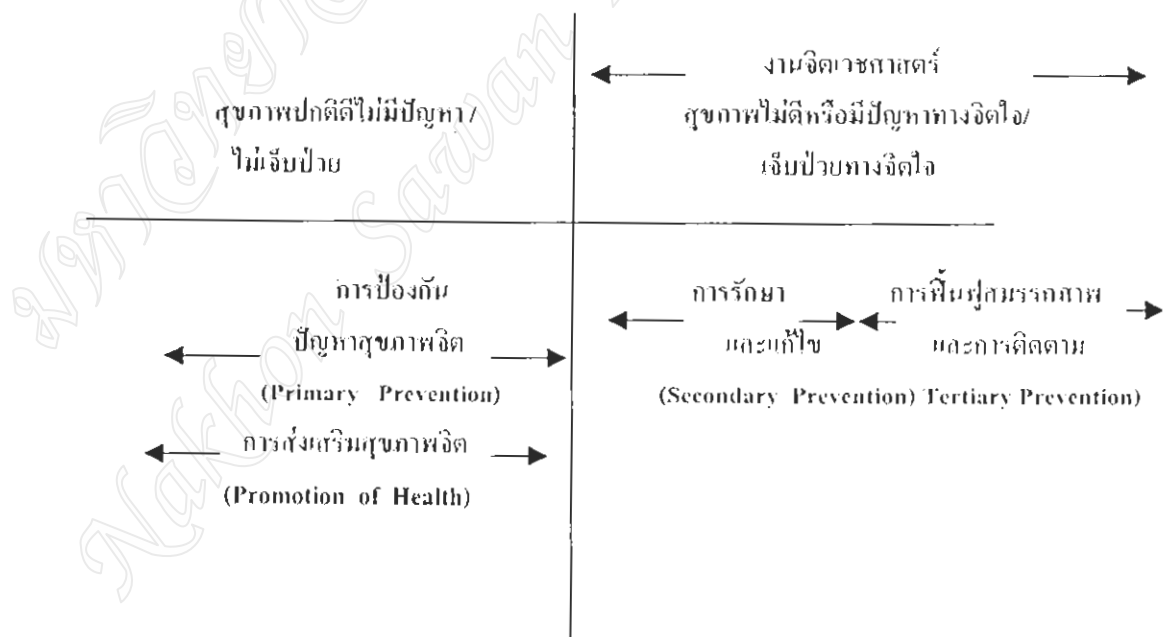 งานจิตเวชศาสตร์
สุขภาพปกติดีไม่มีปัญหา/
ไม่เจ็บป่วย
สุขภาพไม่ดีหรือมีปัญหาทางจิตใจ/
เจ็บป่วยทางจิตใจ
การป้องกัน
ปัญหาสุขภาพจิต
(Primary Prevention)
การส่งเสริมสุขภาพจิต
(Promotion of Health)
การรักษา
และแก้ไข
(Secondary Prevention)
การฟื้นฟูสมรรถสภาพ
และการติดตาม
Tertiary Prevention)
Nakhon Sawan